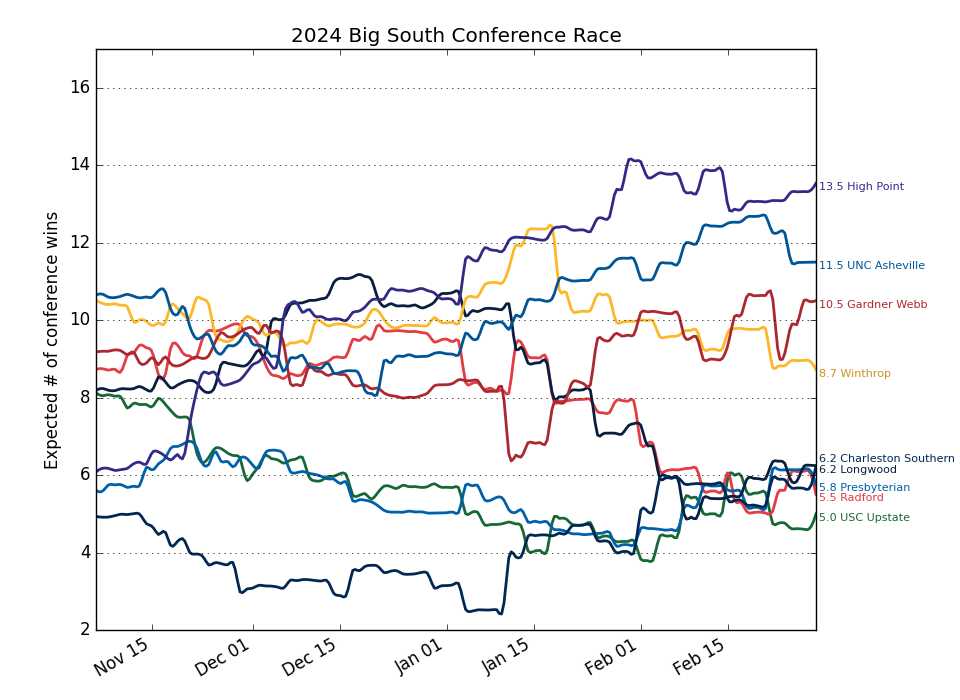 2024 Big South Conference Race
Expected # of conference wins
16
14
12
10
8
6
4
2
Nov 15
Dec 01
Dec 15
Jan 01
Jan 15
Feb 01
Feb 15
13.5 High Point
11.5 UNC Asheville
10.5 Gardner Webb
8.7 Winthrop
6.2 Charleston Southern
6.2 Longwood
5.8 Presbyterian
5.5 Radford
5.0 USC Upstate